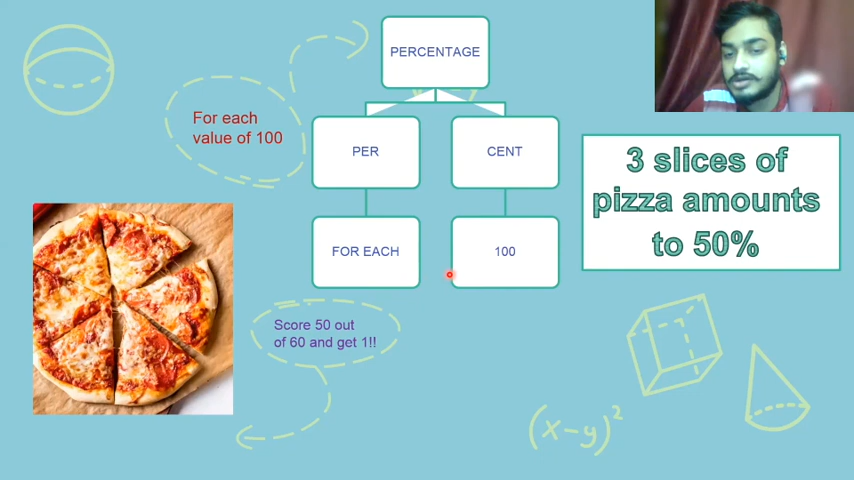 PERCENTAGE
For each
value of 100
PER
CENT
3 slices of
pizza amounts
to 50%
FOR EACH
100
Score 50 out
of 60 and get 1!!
(x-y)²